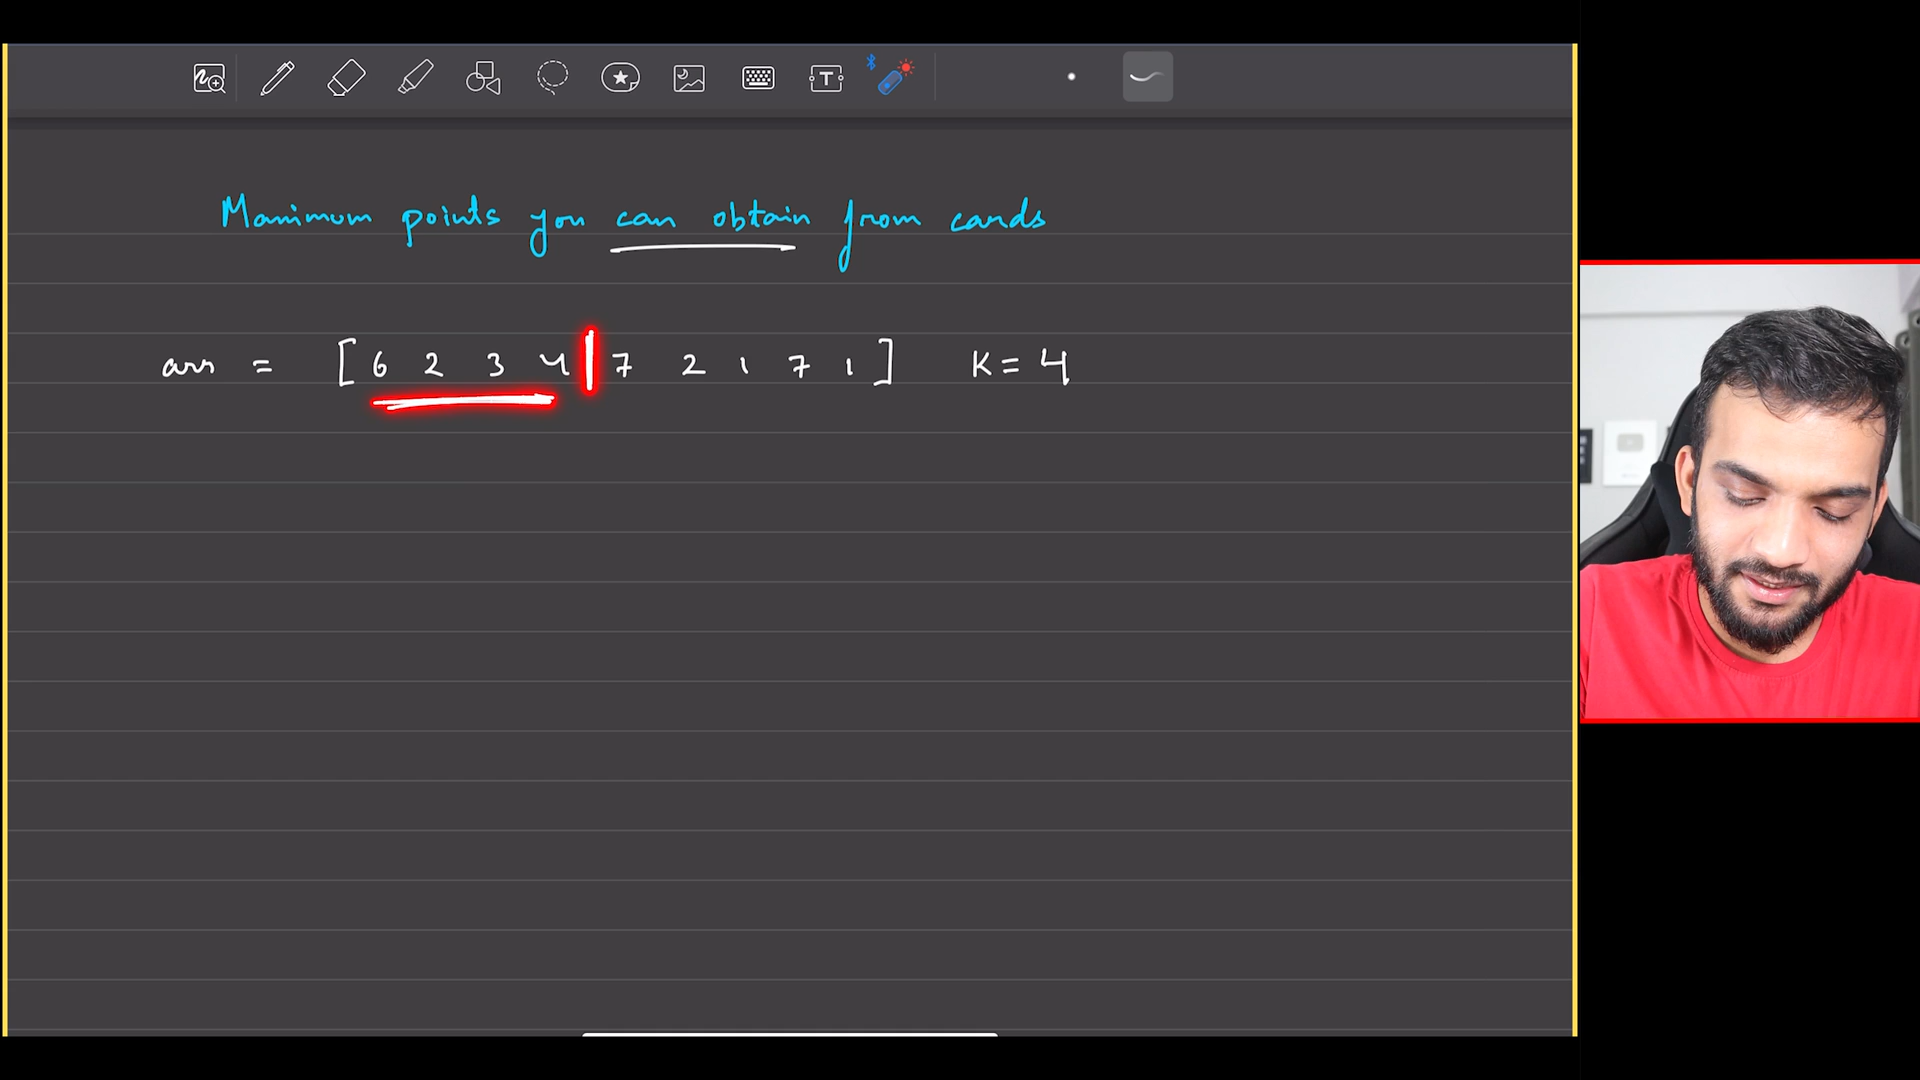 Maximum points you can obtain from cards
arr = [ 6 2 3 4 7 2 1 7 1 ] K = 4